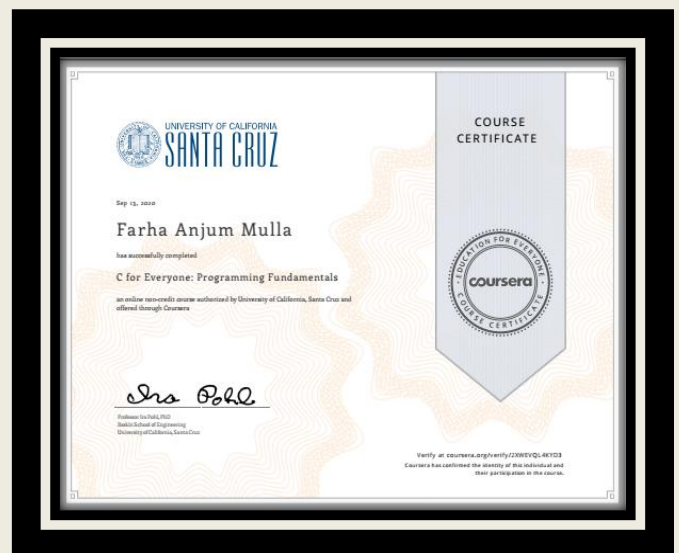 UNIVERSITY OF CALIFORNIA
SANTA CRUZ
Sep 13, 2020
Farha Anjum Mulla
has successfully completed
C for Everyone: Programming Fundamentals
an online non-credit course authorized by University of California, Santa Cruz and
offered through Coursera
Ira Pohl
Professor Ira Pohl, PhD
Baskin School of Engineering
University of California, Santa Cruz
COURSE
CERTIFICATE
EDUCATION FOR EVERYONE
coursera
COURSE CERTIFICATE
Verify at coursera.org/verify/2XWEVQL4KYD3
Coursera has confirmed the identity of this individual and
their participation in the course.